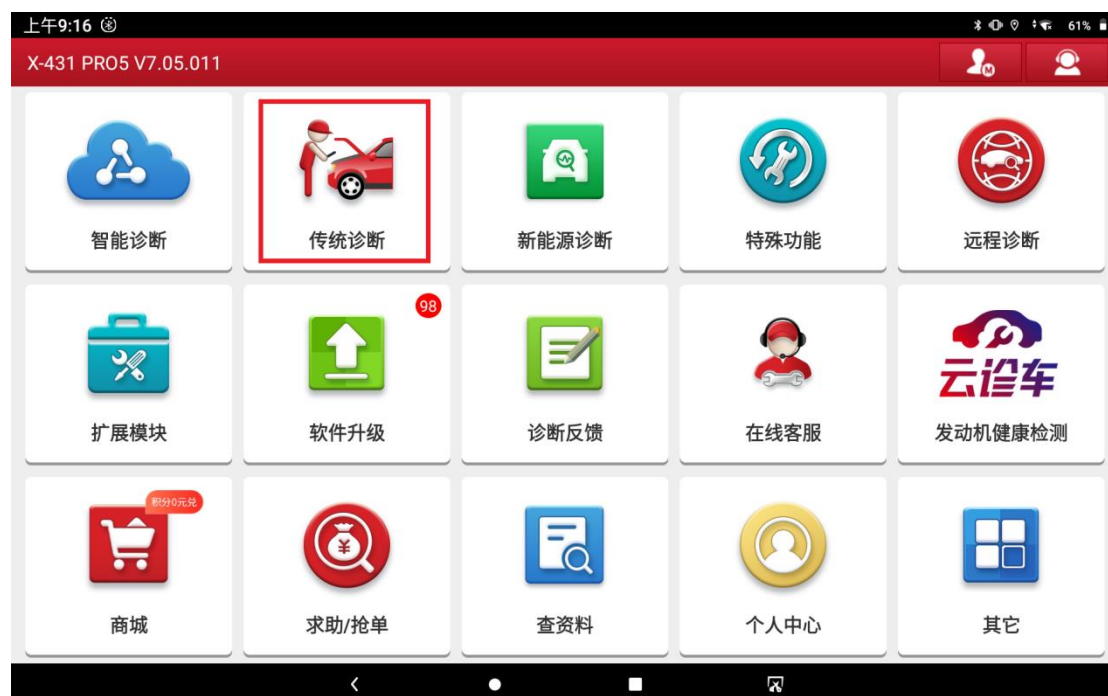 上午9:16
61%
X-431 PRO5 V7.05.011
M
智能诊断
传统诊断
新能源诊断
特殊功能
远程诊断
98
云诊车
扩展模块
软件升级
诊断反馈
在线客服
发动机健康检测
积分0元兑
¥
商城
求助/抢单
查资料
个人中心
其它